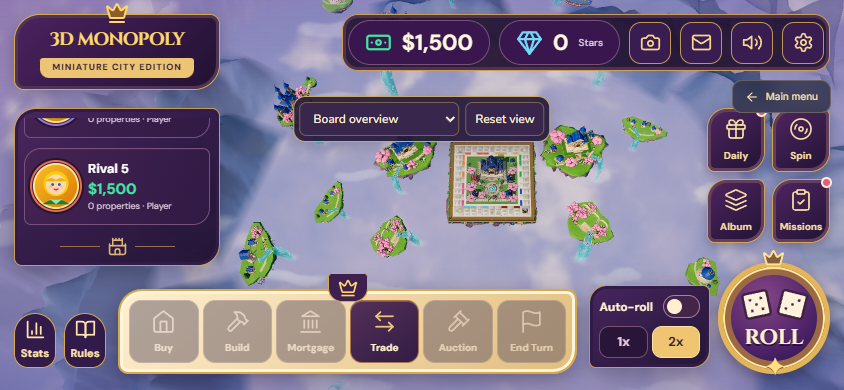 3D MONOPOLY
MINIATURE CITY EDITION
$1,500
0 Stars
Main menu
Board overview
Reset view
0 properties · Player
Rival 5
$1,500
0 properties · Player
Daily
Spin
Album
Missions
Stats
Rules
Buy
Build
Mortgage
Trade
Auction
End Turn
Auto-roll
1x
2x
ROLL